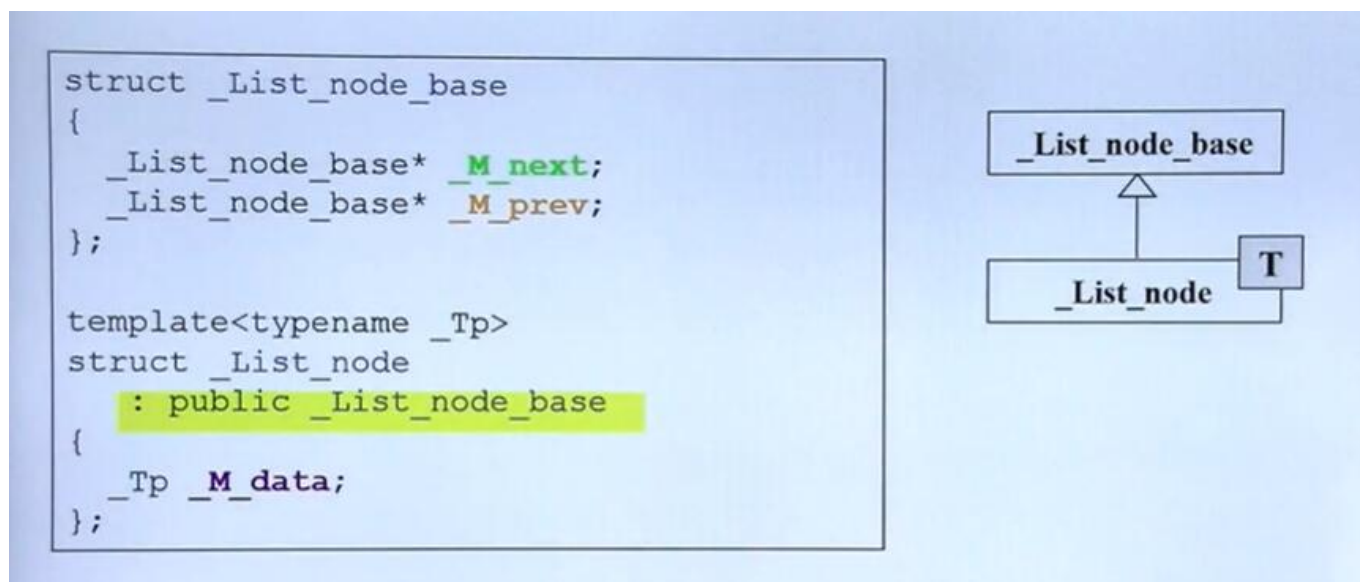 struct _List_node_base
{
_List_node_base* _M_next;
_List_node_base* _M_prev;
};
template<typename _Tp>
struct _List_node
: public _List_node_base
{
_Tp _M_data;
};
_List_node_base
T
_List_node